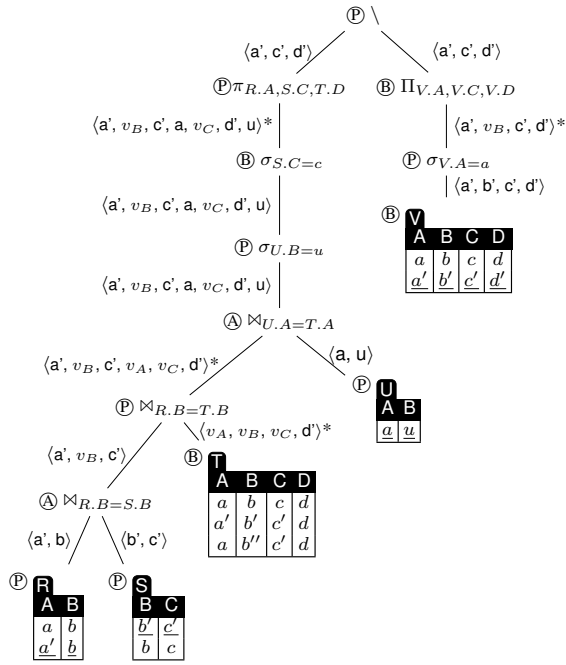 Ⓟ \
⟨a', c', d'⟩ ⟨a', c', d'⟩
Ⓟ π_{R.A,S.C,T.D} Ⓑ Π_{V.A,V.C,V.D}
⟨a', v_B, c', a, v_C, d', u⟩* ⟨a', v_B, c', d'⟩*
Ⓑ σ_{S.C=c} Ⓟ σ_{V.A=a}
⟨a', b', c', d'⟩
⟨a', v_B, c', a, v_C, d', u⟩
Ⓑ V
A B C D
a b c d
a' b' c' d'
Ⓟ σ_{U.B=u}
⟨a', v_B, c', a, v_C, d', u⟩
Ⓐ ⋈_{U.A=T.A}
⟨a', v_B, c', v_A, v_C, d'⟩* ⟨a, u⟩
Ⓟ U
A B
a u
Ⓟ ⋈_{R.B=T.B}
⟨a', v_B, c'⟩ ⟨v_A, v_B, v_C, d'⟩*
Ⓑ T
A B C D
a b c d
a' b' c' d
a b'' c' d
Ⓐ ⋈_{R.B=S.B}
⟨a', b⟩ ⟨b', c'⟩
Ⓟ R Ⓟ S
A B B C
a b b' c'
a' b b c